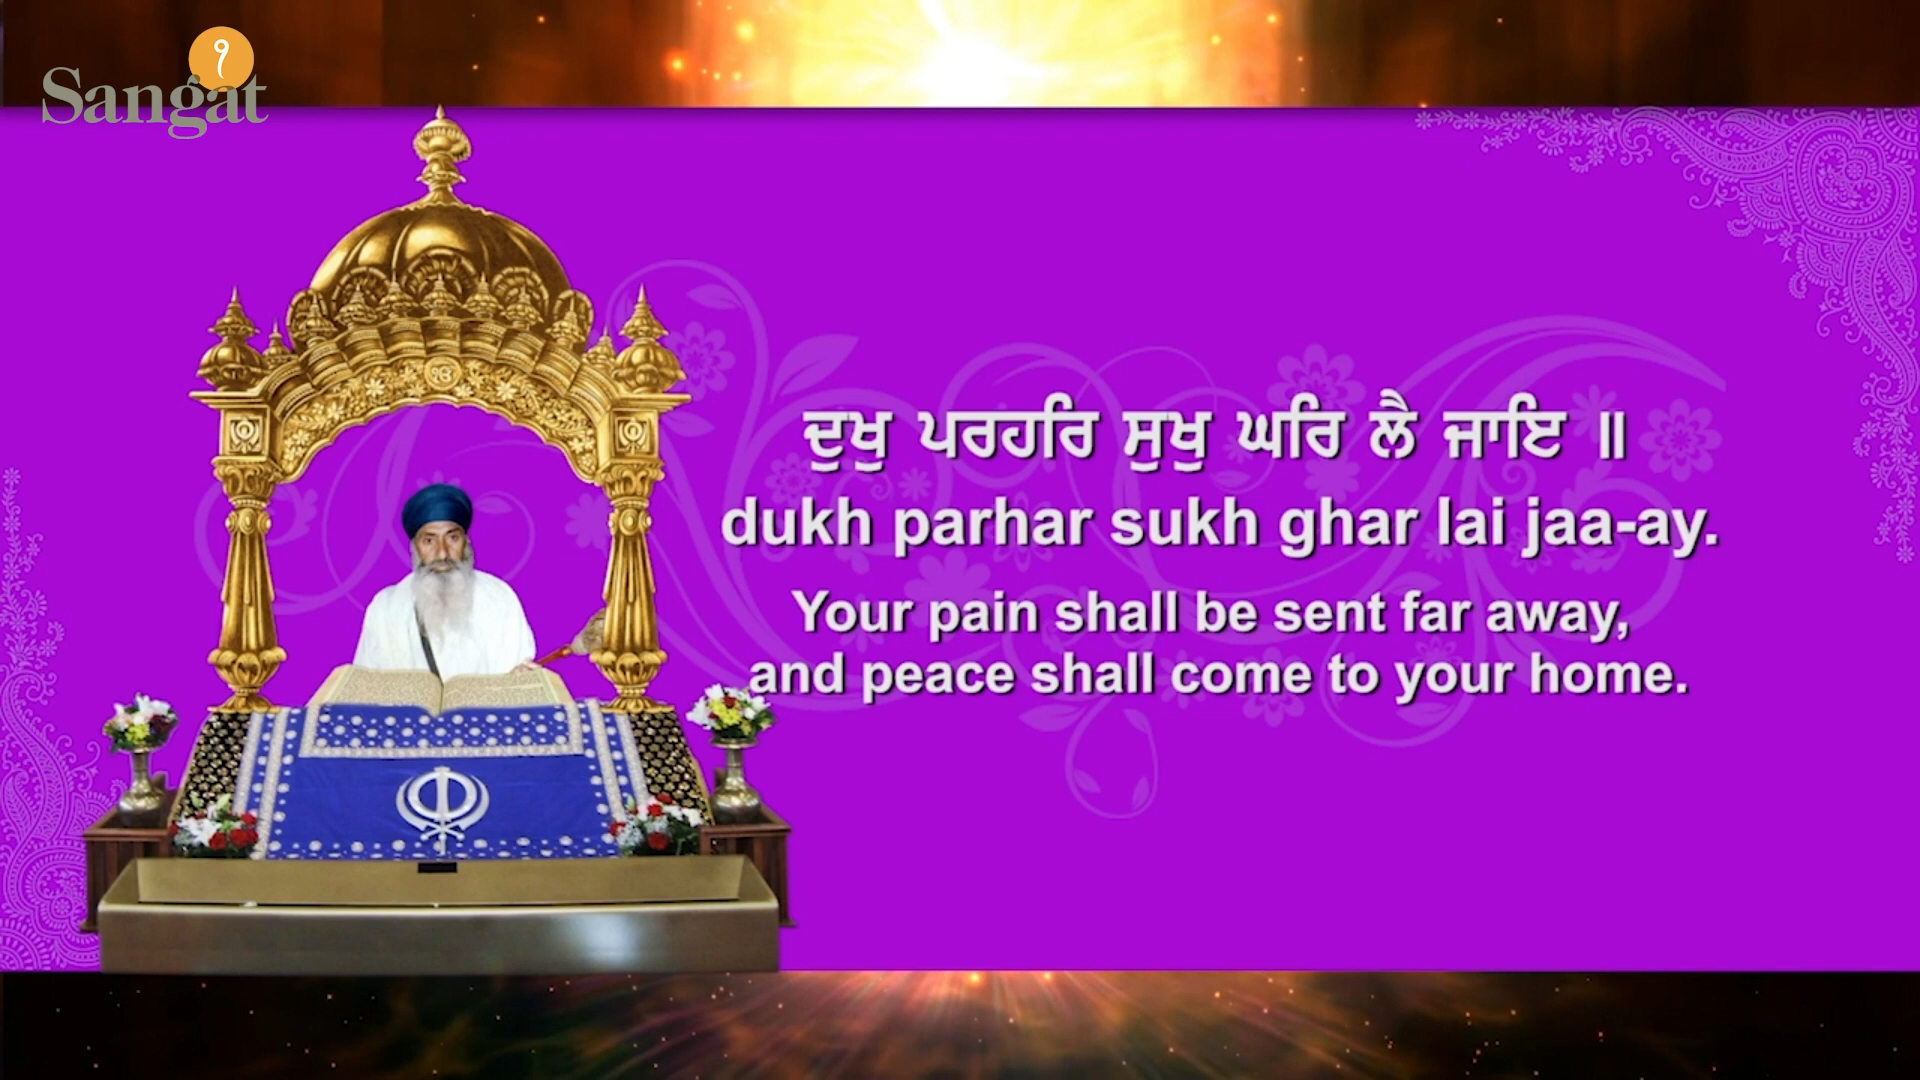 Sangat
੧
ਦੁਖੁ ਪਰਹਰਿ ਸੁਖੁ ਘਰਿ ਲੈ ਜਾਇ ॥
dukh parhar sukh ghar lai jaa-ay.
Your pain shall be sent far away,
and peace shall come to your home.